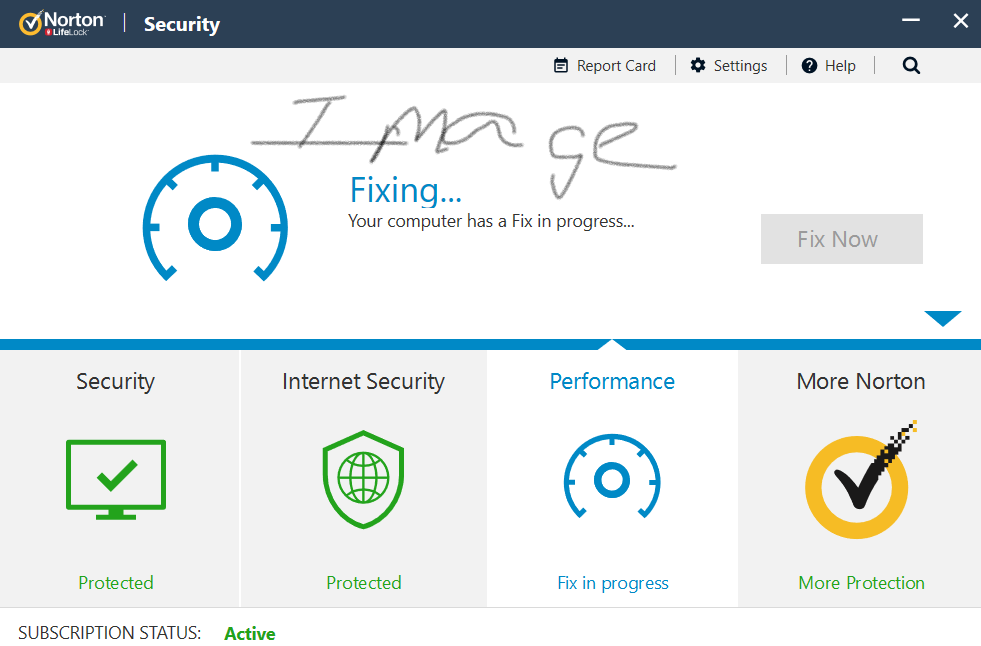 Norton LifeLock | Security
Report Card | Settings | Help
Image
Fixing...
Your computer has a Fix in progress...
Fix Now
Security Internet Security Performance More Norton
Protected Protected Fix in progress More Protection
SUBSCRIPTION STATUS: Active